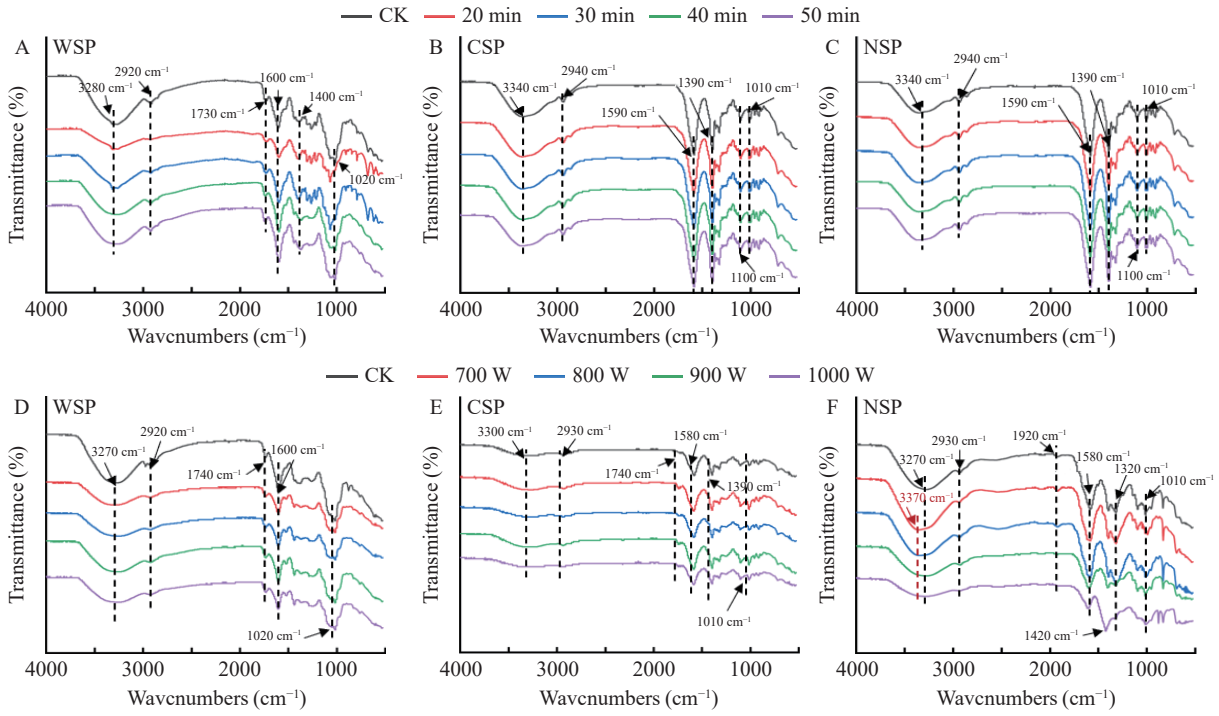 CK 20 min 30 min 40 min 50 min
A WSP
2920 cm⁻¹
3280 cm⁻¹
1600 cm⁻¹
1400 cm⁻¹
1730 cm⁻¹
1020 cm⁻¹
Transmittance (%)
4000 3000 2000 1000
Wavcnumbers (cm⁻¹)
B CSP
2940 cm⁻¹
3340 cm⁻¹
1390 cm⁻¹
1010 cm⁻¹
1590 cm⁻¹
1100 cm⁻¹
Transmittance (%)
4000 3000 2000 1000
Wavcnumbers (cm⁻¹)
C NSP
2940 cm⁻¹
3340 cm⁻¹
1390 cm⁻¹
1010 cm⁻¹
1590 cm⁻¹
1100 cm⁻¹
Transmittance (%)
4000 3000 2000 1000
Wavcnumbers (cm⁻¹)
CK 700 W 800 W 900 W 1000 W
D WSP
2920 cm⁻¹
3270 cm⁻¹
1600 cm⁻¹
1740 cm⁻¹
1020 cm⁻¹
Transmittance (%)
4000 3000 2000 1000
Wavcnumbers (cm⁻¹)
E CSP
3300 cm⁻¹
2930 cm⁻¹
1580 cm⁻¹
1740 cm⁻¹
1390 cm⁻¹
1010 cm⁻¹
Transmittance (%)
4000 3000 2000 1000
Wavcnumbers (cm⁻¹)
F NSP
1920 cm⁻¹
2930 cm⁻¹
3270 cm⁻¹
1580 cm⁻¹
1320 cm⁻¹
1010 cm⁻¹
3370 cm⁻¹
1420 cm⁻¹
Transmittance (%)
4000 3000 2000 1000
Wavcnumbers (cm⁻¹)